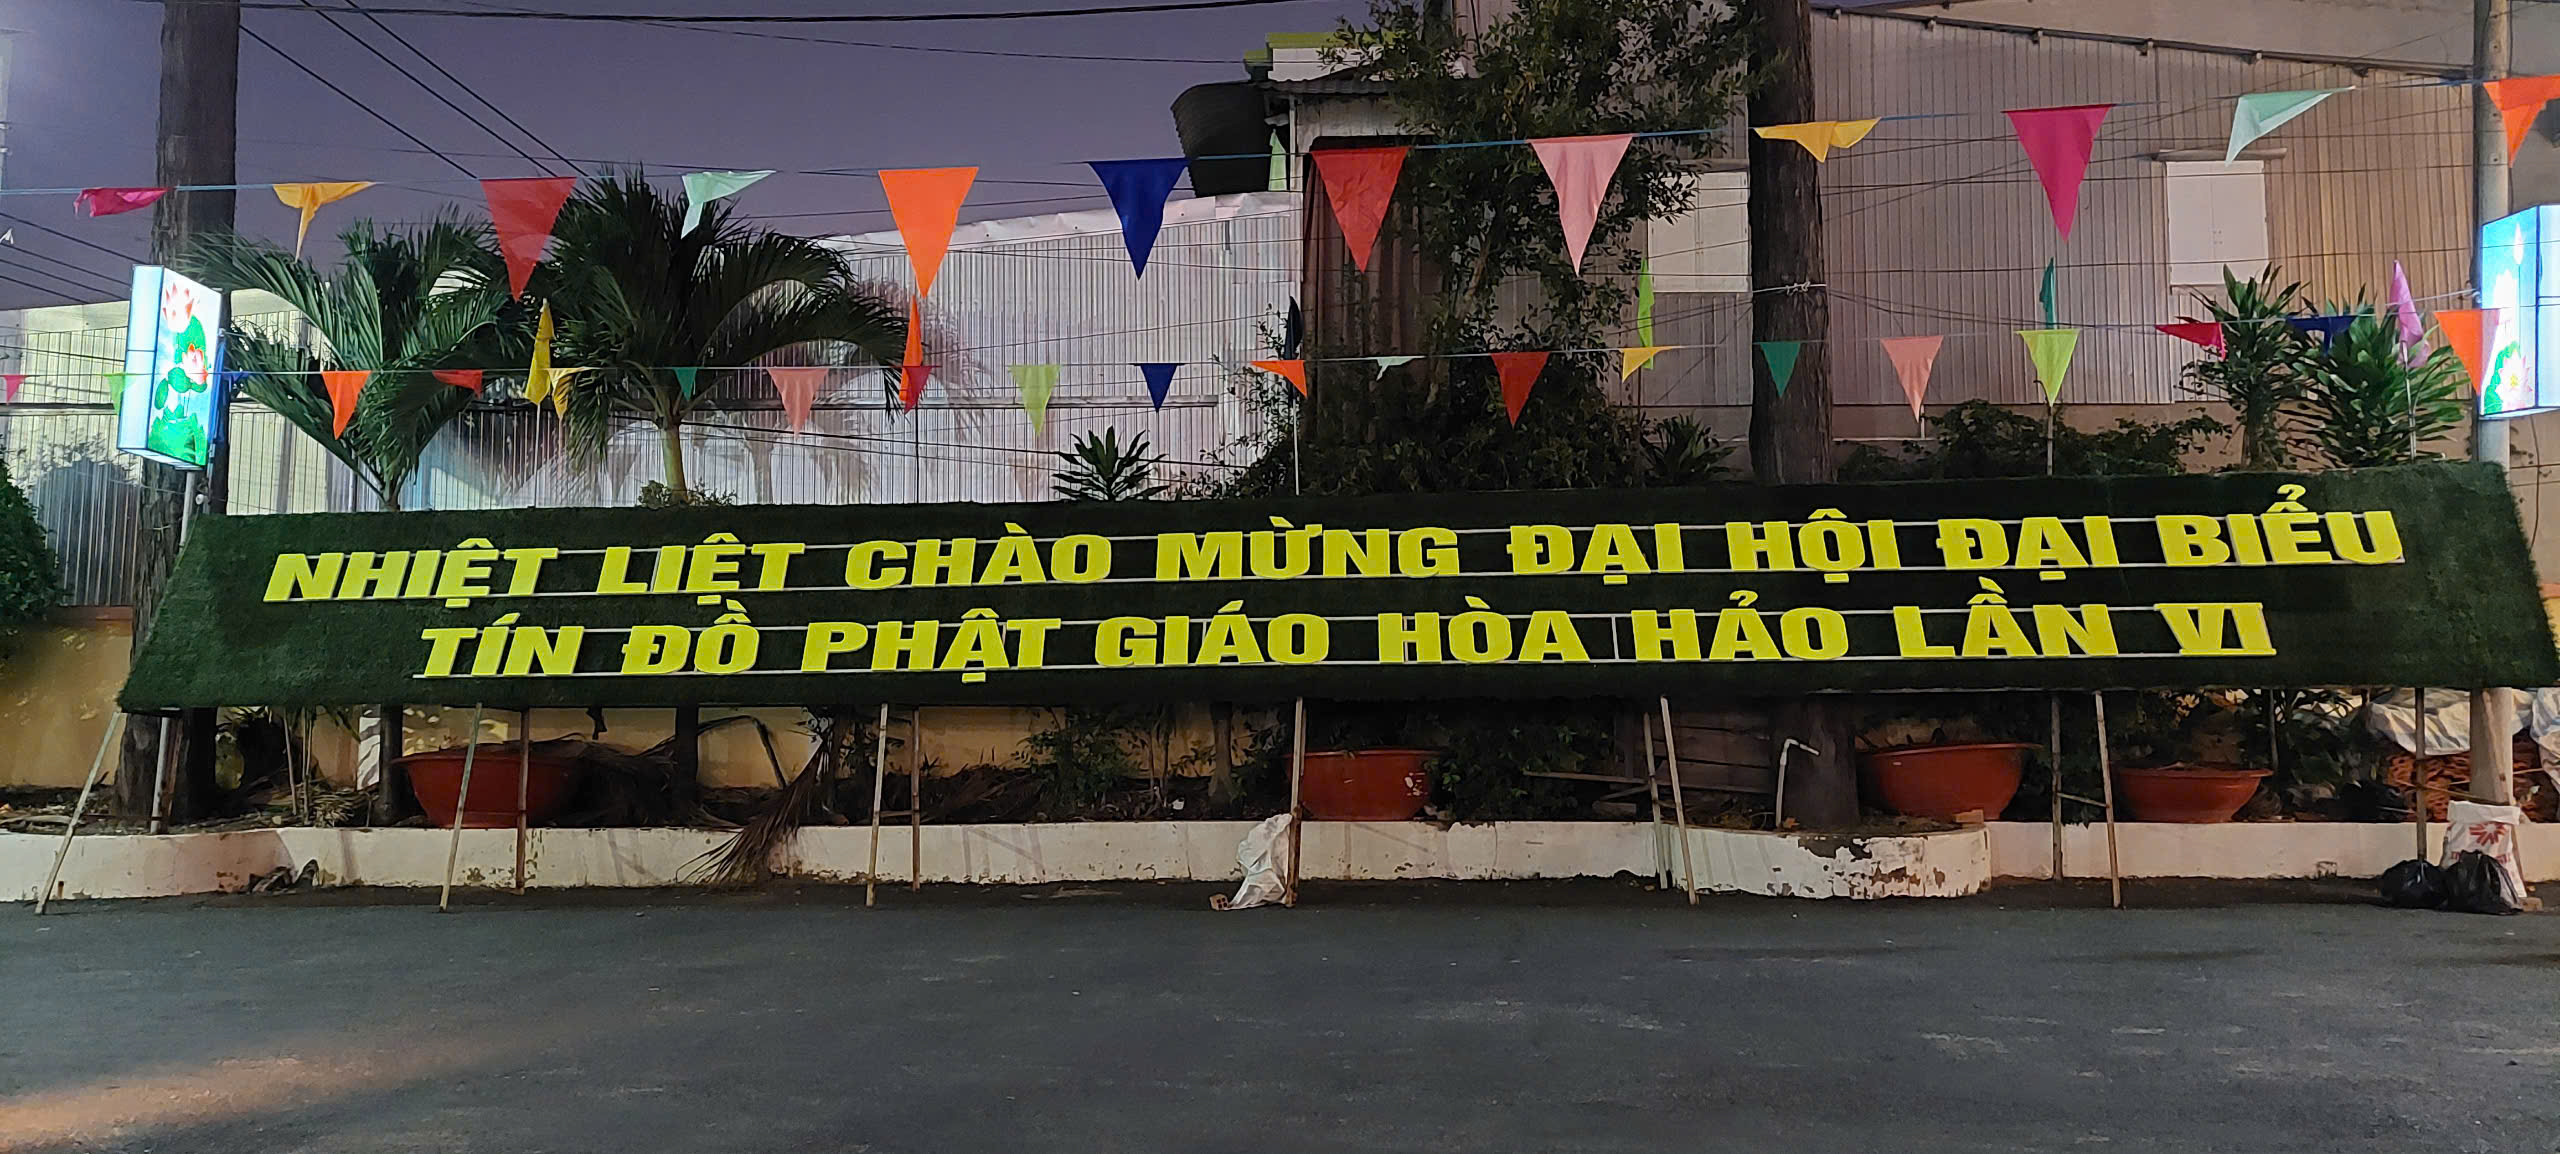 NHIỆT LIỆT CHÀO MỪNG ĐẠI HỘI ĐẠI BIỂU
TÍN ĐỒ PHẬT GIÁO HÒA HẢO LẦN VI